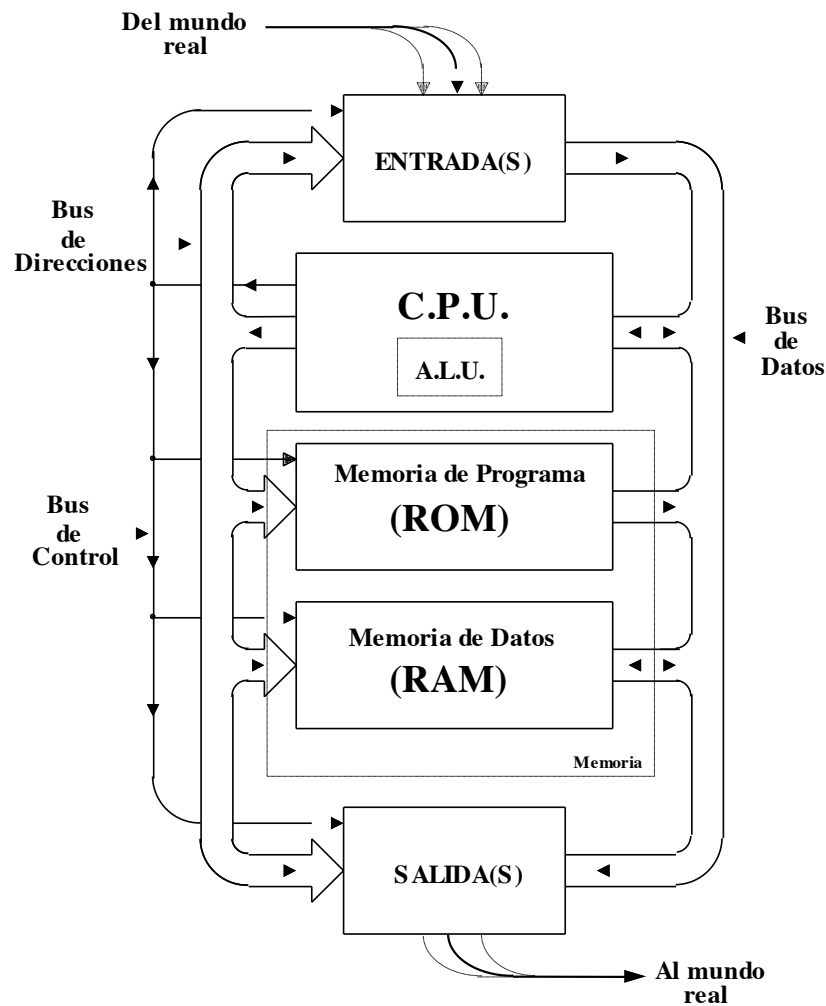 Del mundo
real
ENTRADA(S)
Bus
de
Direcciones
C.P.U.
A.L.U.
Bus
de
Datos
Memoria de Programa
(ROM)
Bus
de
Control
Memoria de Datos
(RAM)
Memoria
SALIDA(S)
Al mundo
real